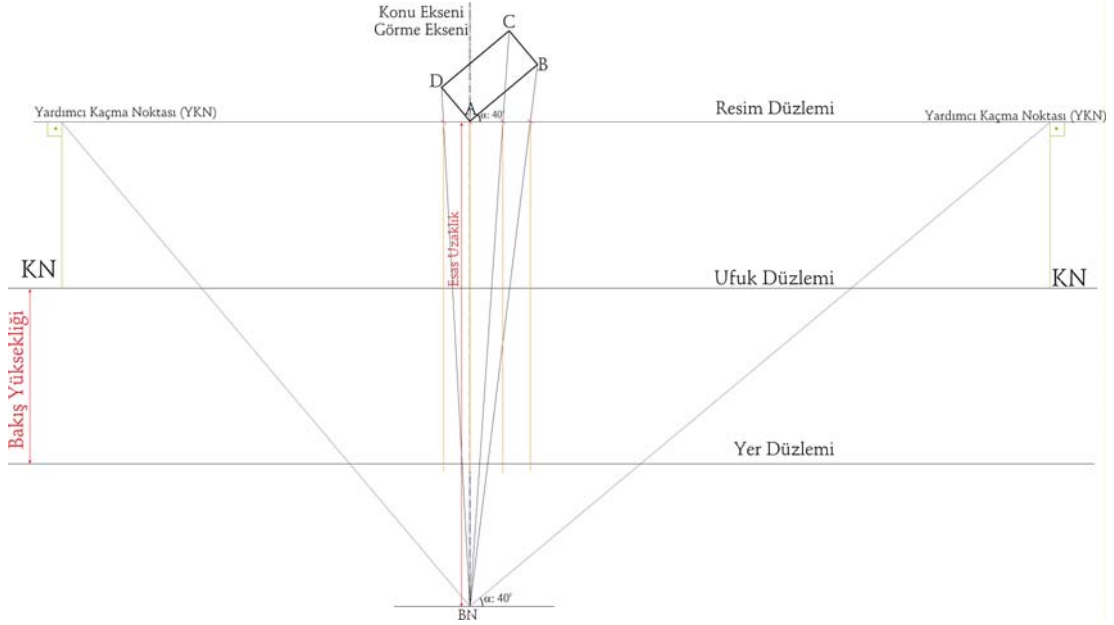 Konu Ekseni
Görme Ekseni
C
B
D
A
α: 40°
Resim Düzlemi
Yardımcı Kaçma Noktası (YKN)
Yardımcı Kaçma Noktası (YKN)
Esas Uzaklık
KN
Ufuk Düzlemi
KN
Bakış Yüksekliği
Yer Düzlemi
α: 40°
BN